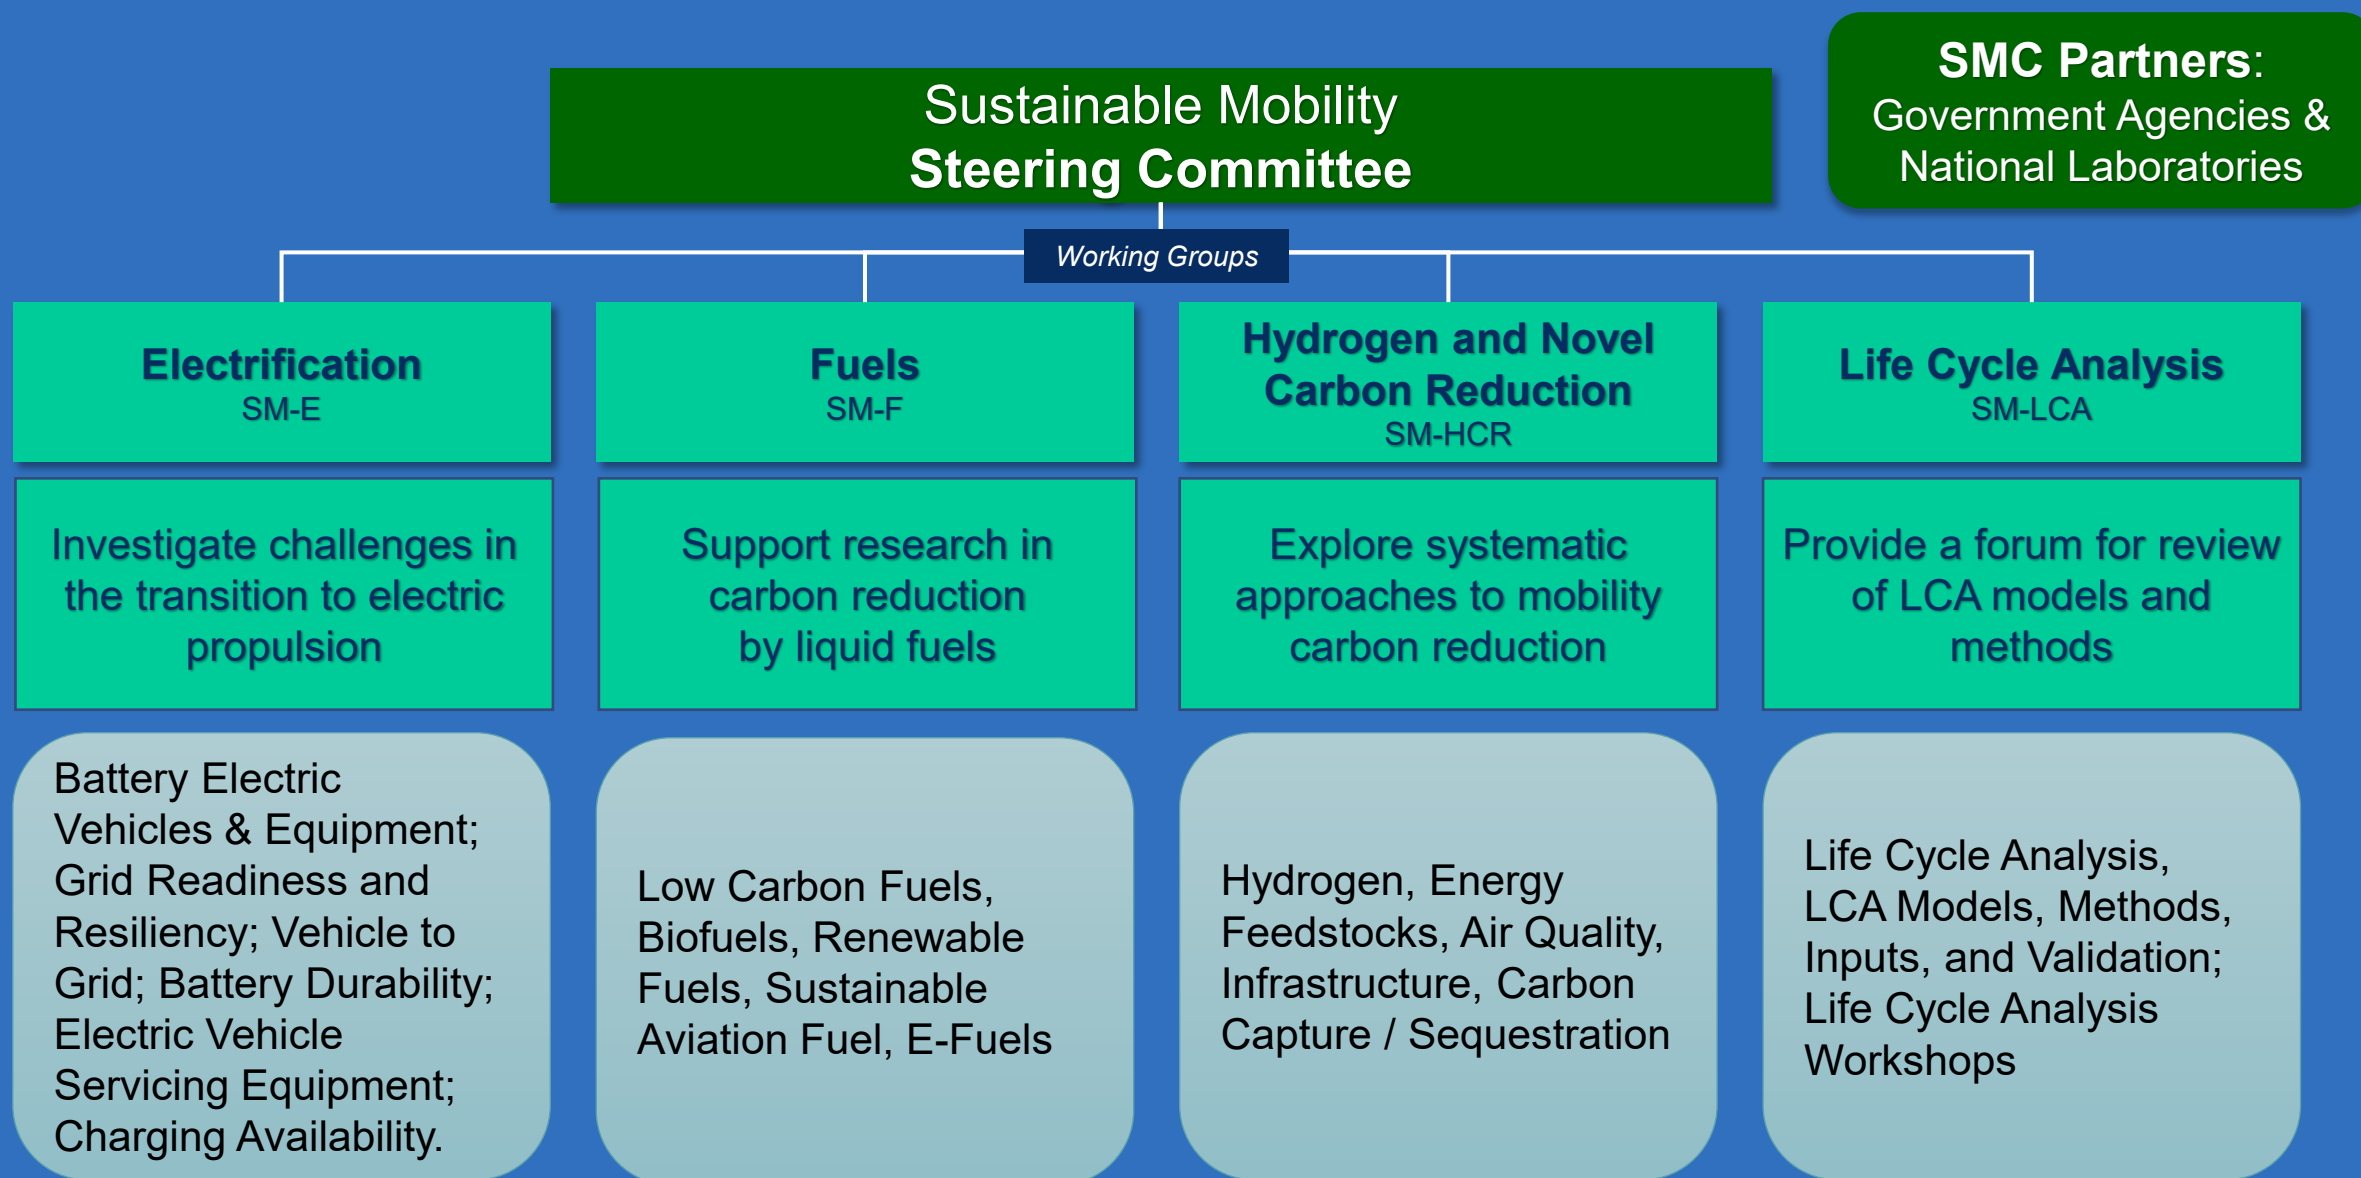 Sustainable Mobility
Steering Committee
SMC Partners:
Government Agencies &
National Laboratories
Working Groups
Electrification
SM-E
Investigate challenges in
the transition to electric
propulsion
Battery Electric
Vehicles & Equipment;
Grid Readiness and
Resiliency; Vehicle to
Grid; Battery Durability;
Electric Vehicle
Servicing Equipment;
Charging Availability.
Fuels
SM-F
Support research in
carbon reduction
by liquid fuels
Low Carbon Fuels,
Biofuels, Renewable
Fuels, Sustainable
Aviation Fuel, E-Fuels
Hydrogen and Novel
Carbon Reduction
SM-HCR
Explore systematic
approaches to mobility
carbon reduction
Hydrogen, Energy
Feedstocks, Air Quality,
Infrastructure, Carbon
Capture / Sequestration
Life Cycle Analysis
SM-LCA
Provide a forum for review
of LCA models and
methods
Life Cycle Analysis,
LCA Models, Methods,
Inputs, and Validation;
Life Cycle Analysis
Workshops